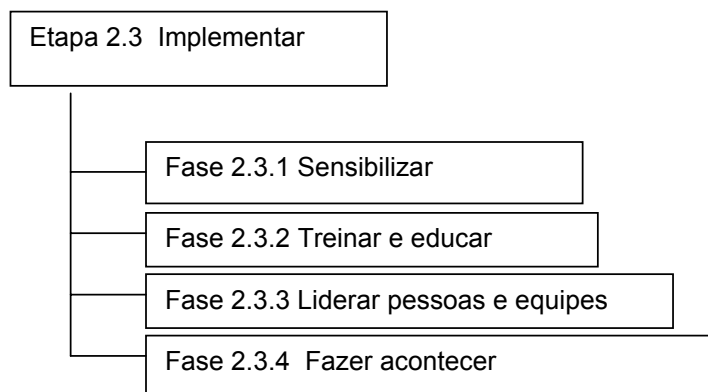 Etapa 2.3 Implementar
Fase 2.3.1 Sensibilizar
Fase 2.3.2 Treinar e educar
Fase 2.3.3 Liderar pessoas e equipes
Fase 2.3.4 Fazer acontecer